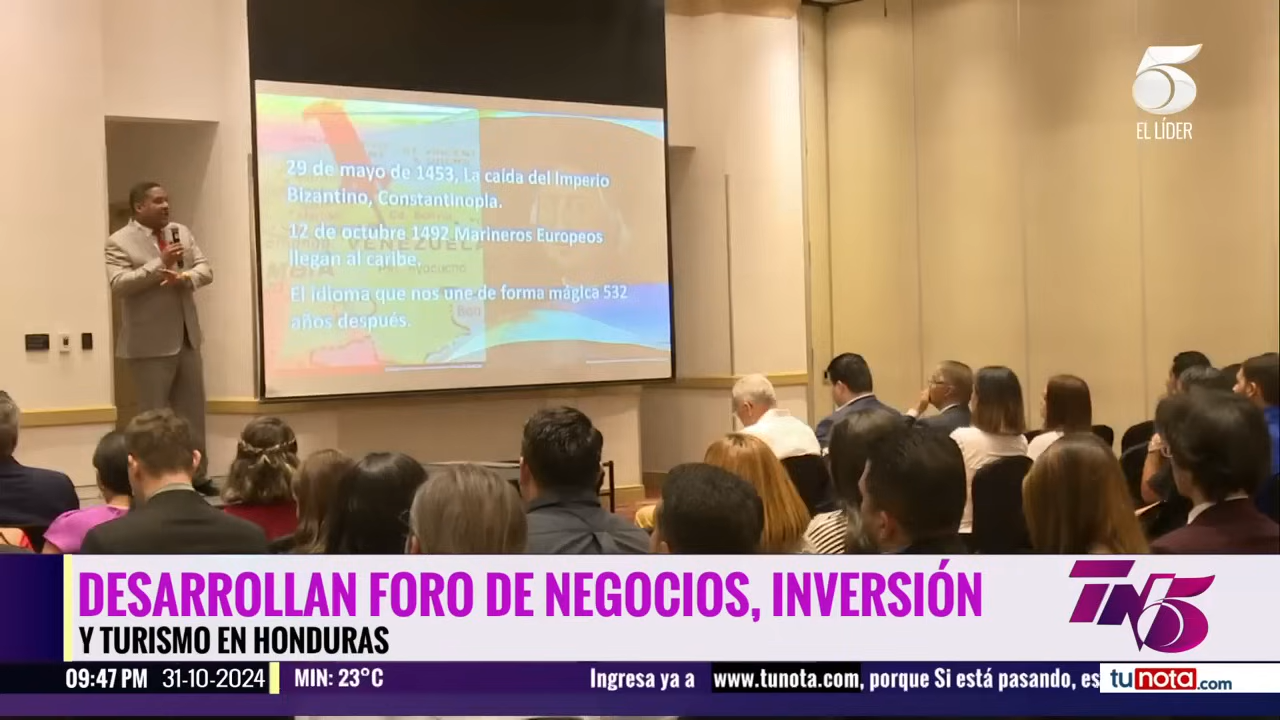 5
EL LÍDER
29 de mayo de 1453, La caída del Imperio
Bizantino, Constantinopla.
12 de octubre 1492 Marineros Europeos
llegan al caribe.
El idioma que nos une de forma mágica 532
años después.
VENEZUELA
DESARROLLAN FORO DE NEGOCIOS, INVERSIÓN
Y TURISMO EN HONDURAS
TN5
09:47 PM 31-10-2024 MIN: 23°C Ingresa ya a www.tunota.com, porque Si está pasando, es
tunota.com